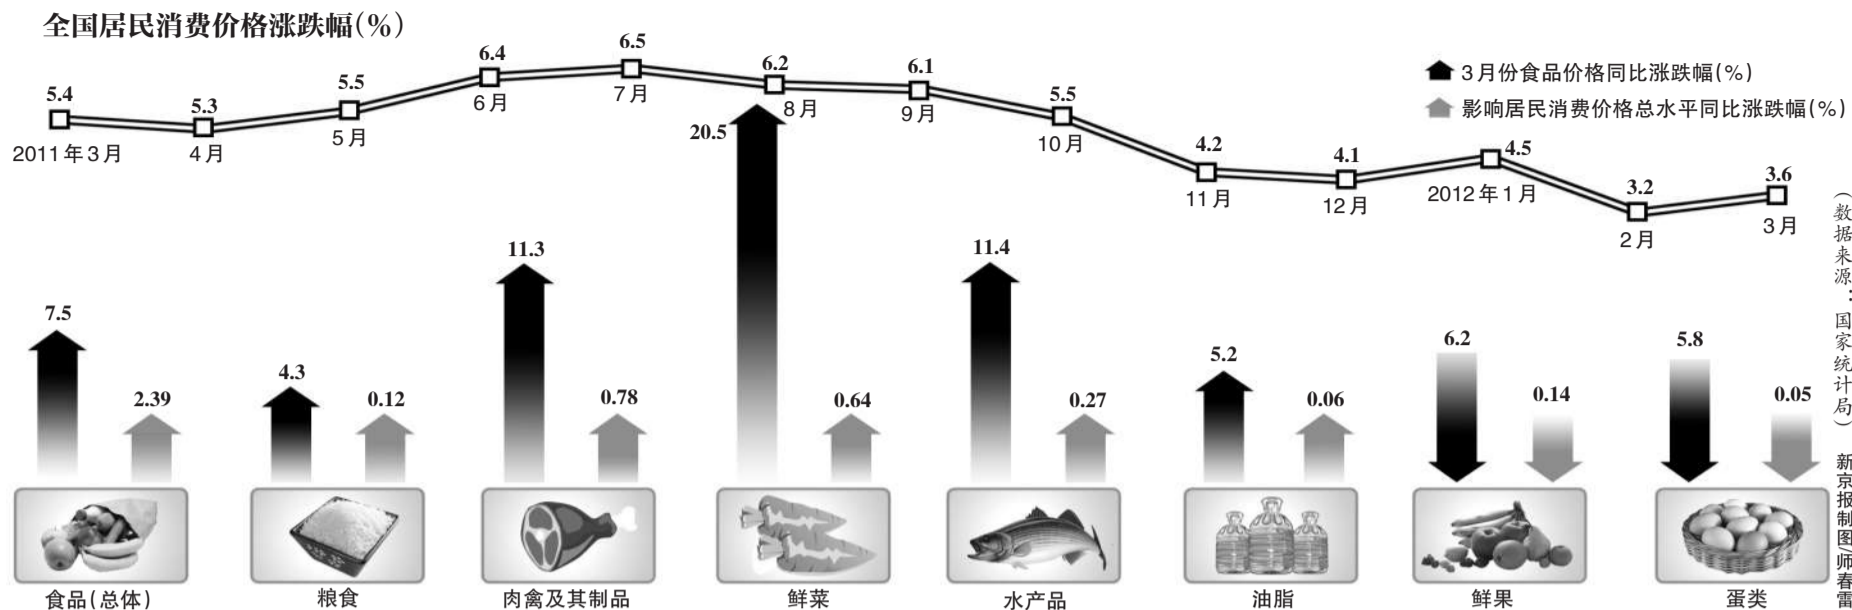 全国居民消费价格涨跌幅(%)
3月份食品价格同比涨跌幅(%)
影响居民消费价格总水平同比涨跌幅(%)
5.4
2011年3月
5.3
4月
5.5
5月
6.4
6月
6.5
7月
6.2
8月
6.1
9月
5.5
10月
4.2
11月
4.1
12月
4.5
2012年1月
3.2
2月
3.6
3月
7.5
2.39
食品(总体)
4.3
0.12
粮食
11.3
0.78
肉禽及其制品
20.5
0.64
鲜菜
11.4
0.27
水产品
5.2
0.06
油脂
6.2
0.14
鲜果
5.8
0.05
蛋类
(数据来源:国家统计局)
新京报制图/师春雷